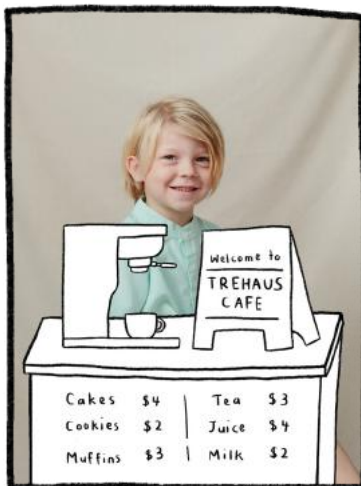 Welcome to
TREHAUS
CAFE
Cakes $4 | Tea $3
Cookies $2 | Juice $4
Muffins $3 | Milk $2